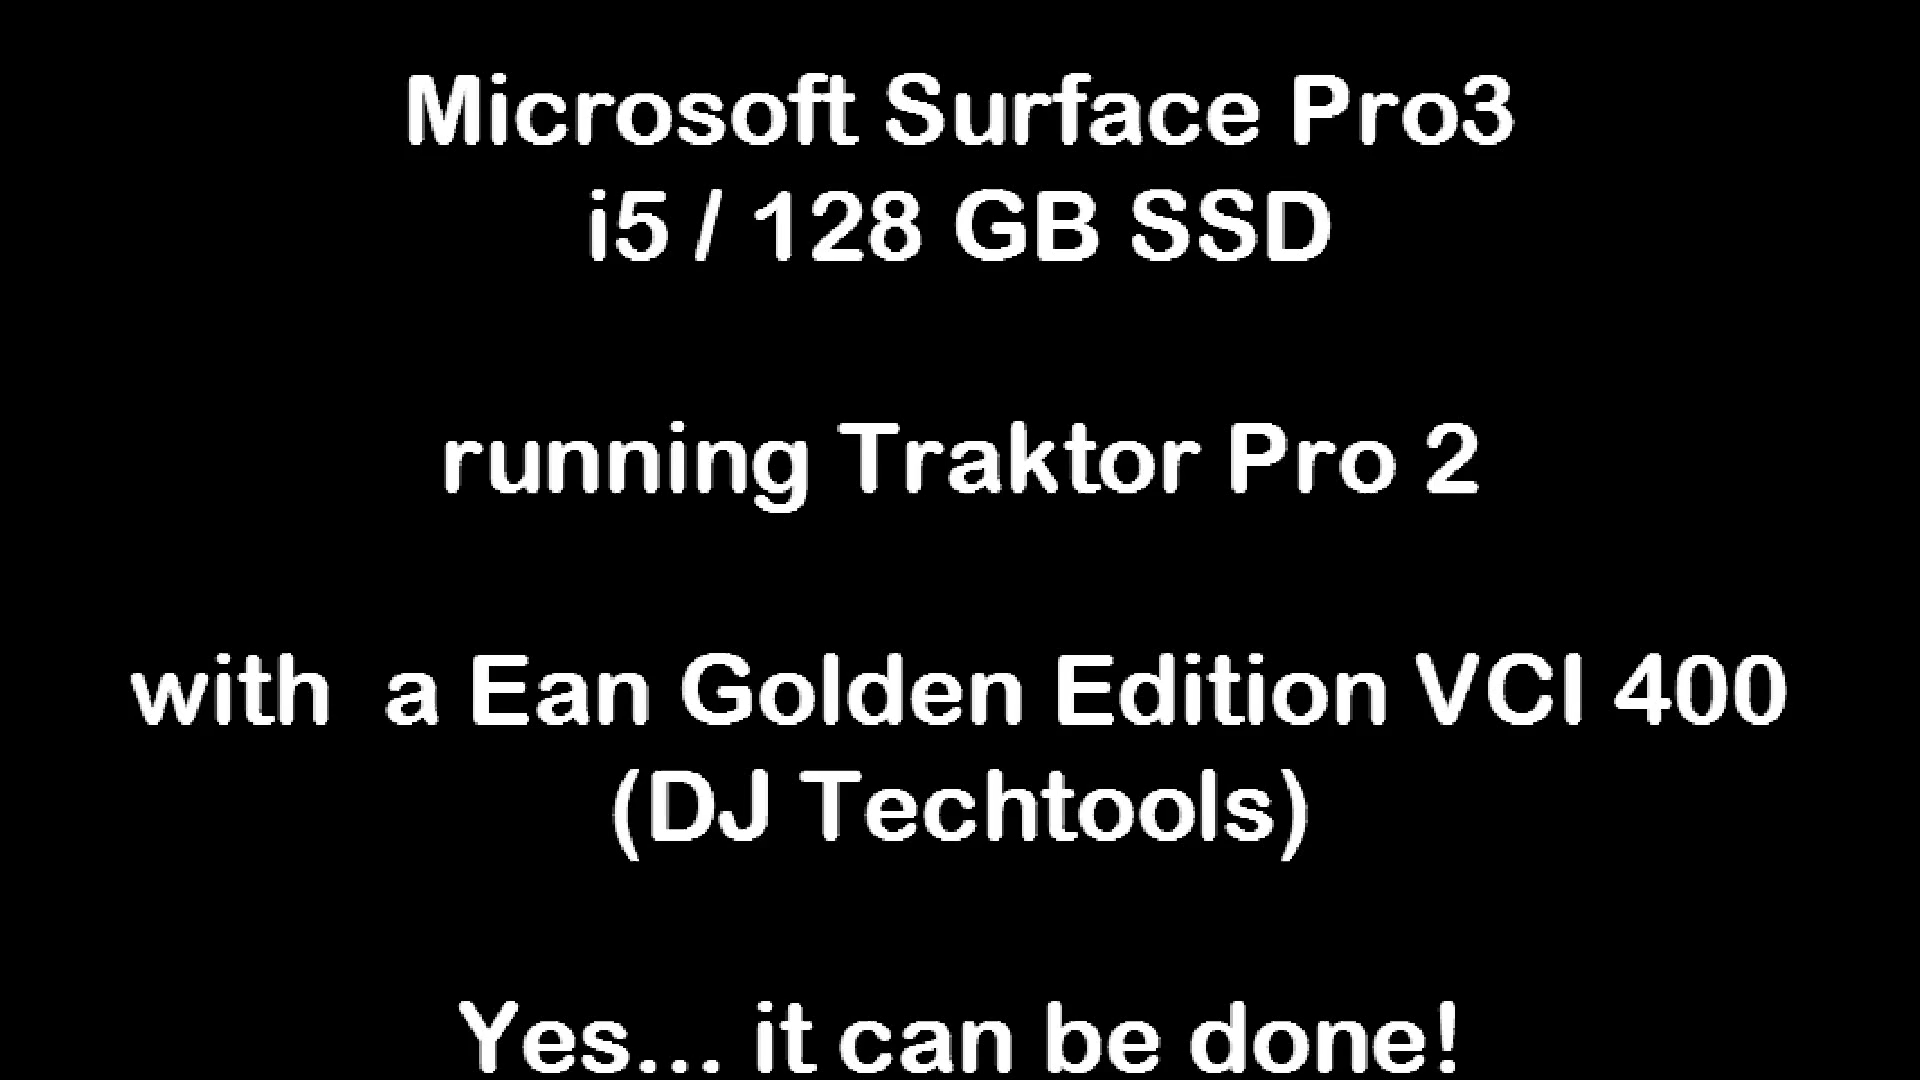 Microsoft Surface Pro3
i5 / 128 GB SSD
running Traktor Pro 2
with  a Ean Golden Edition VCI 400
(DJ Techtools)
Yes... it can be done!